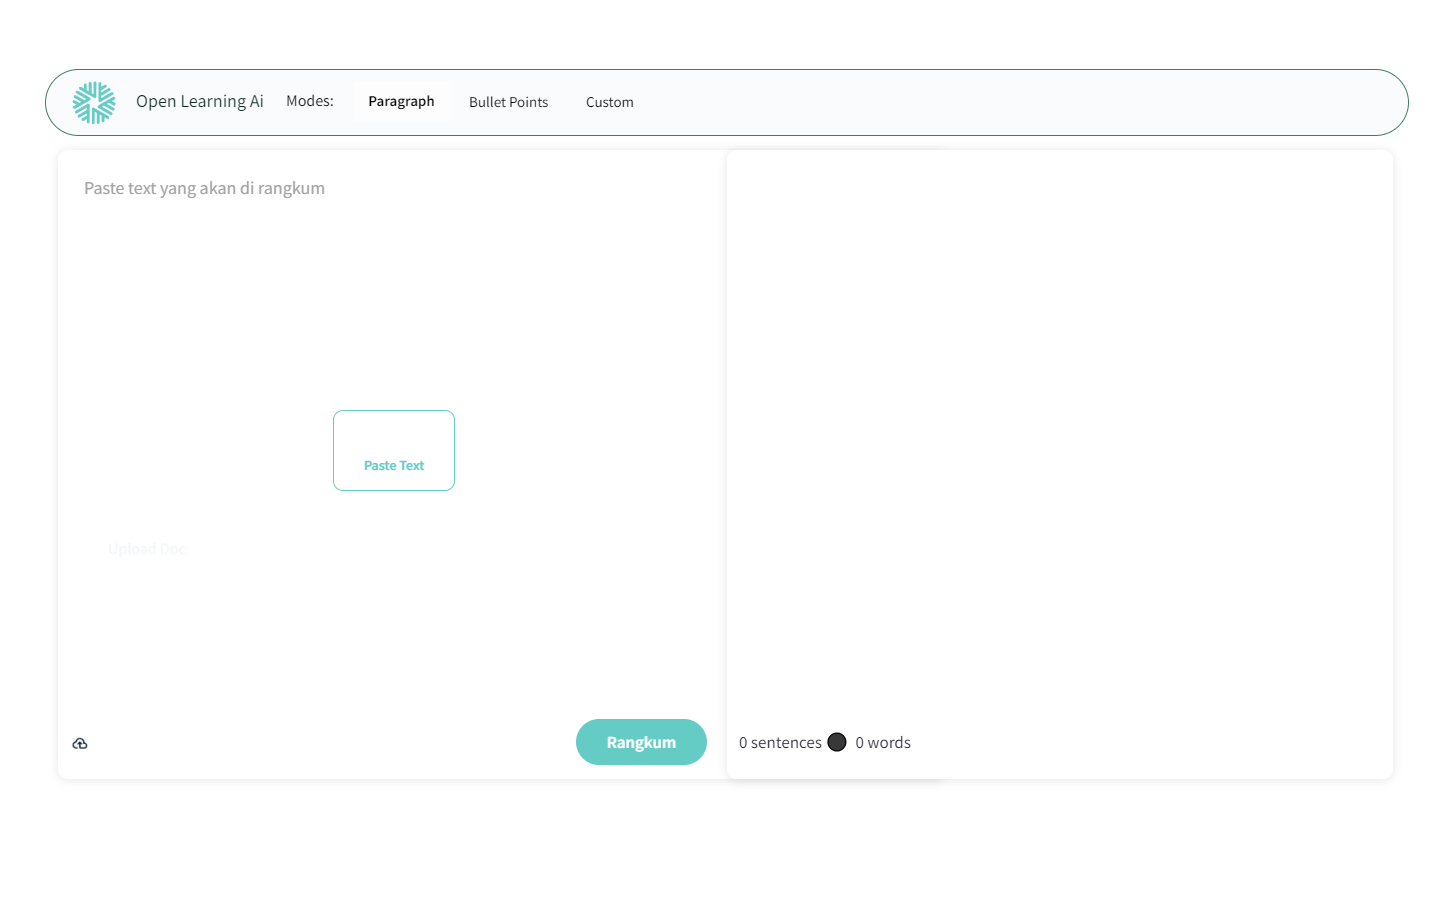 Open Learning Ai Modes: Paragraph Bullet Points Custom
Paste text yang akan di rangkum
Paste Text
Upload Doc
Rangkum
0 sentences 0 words